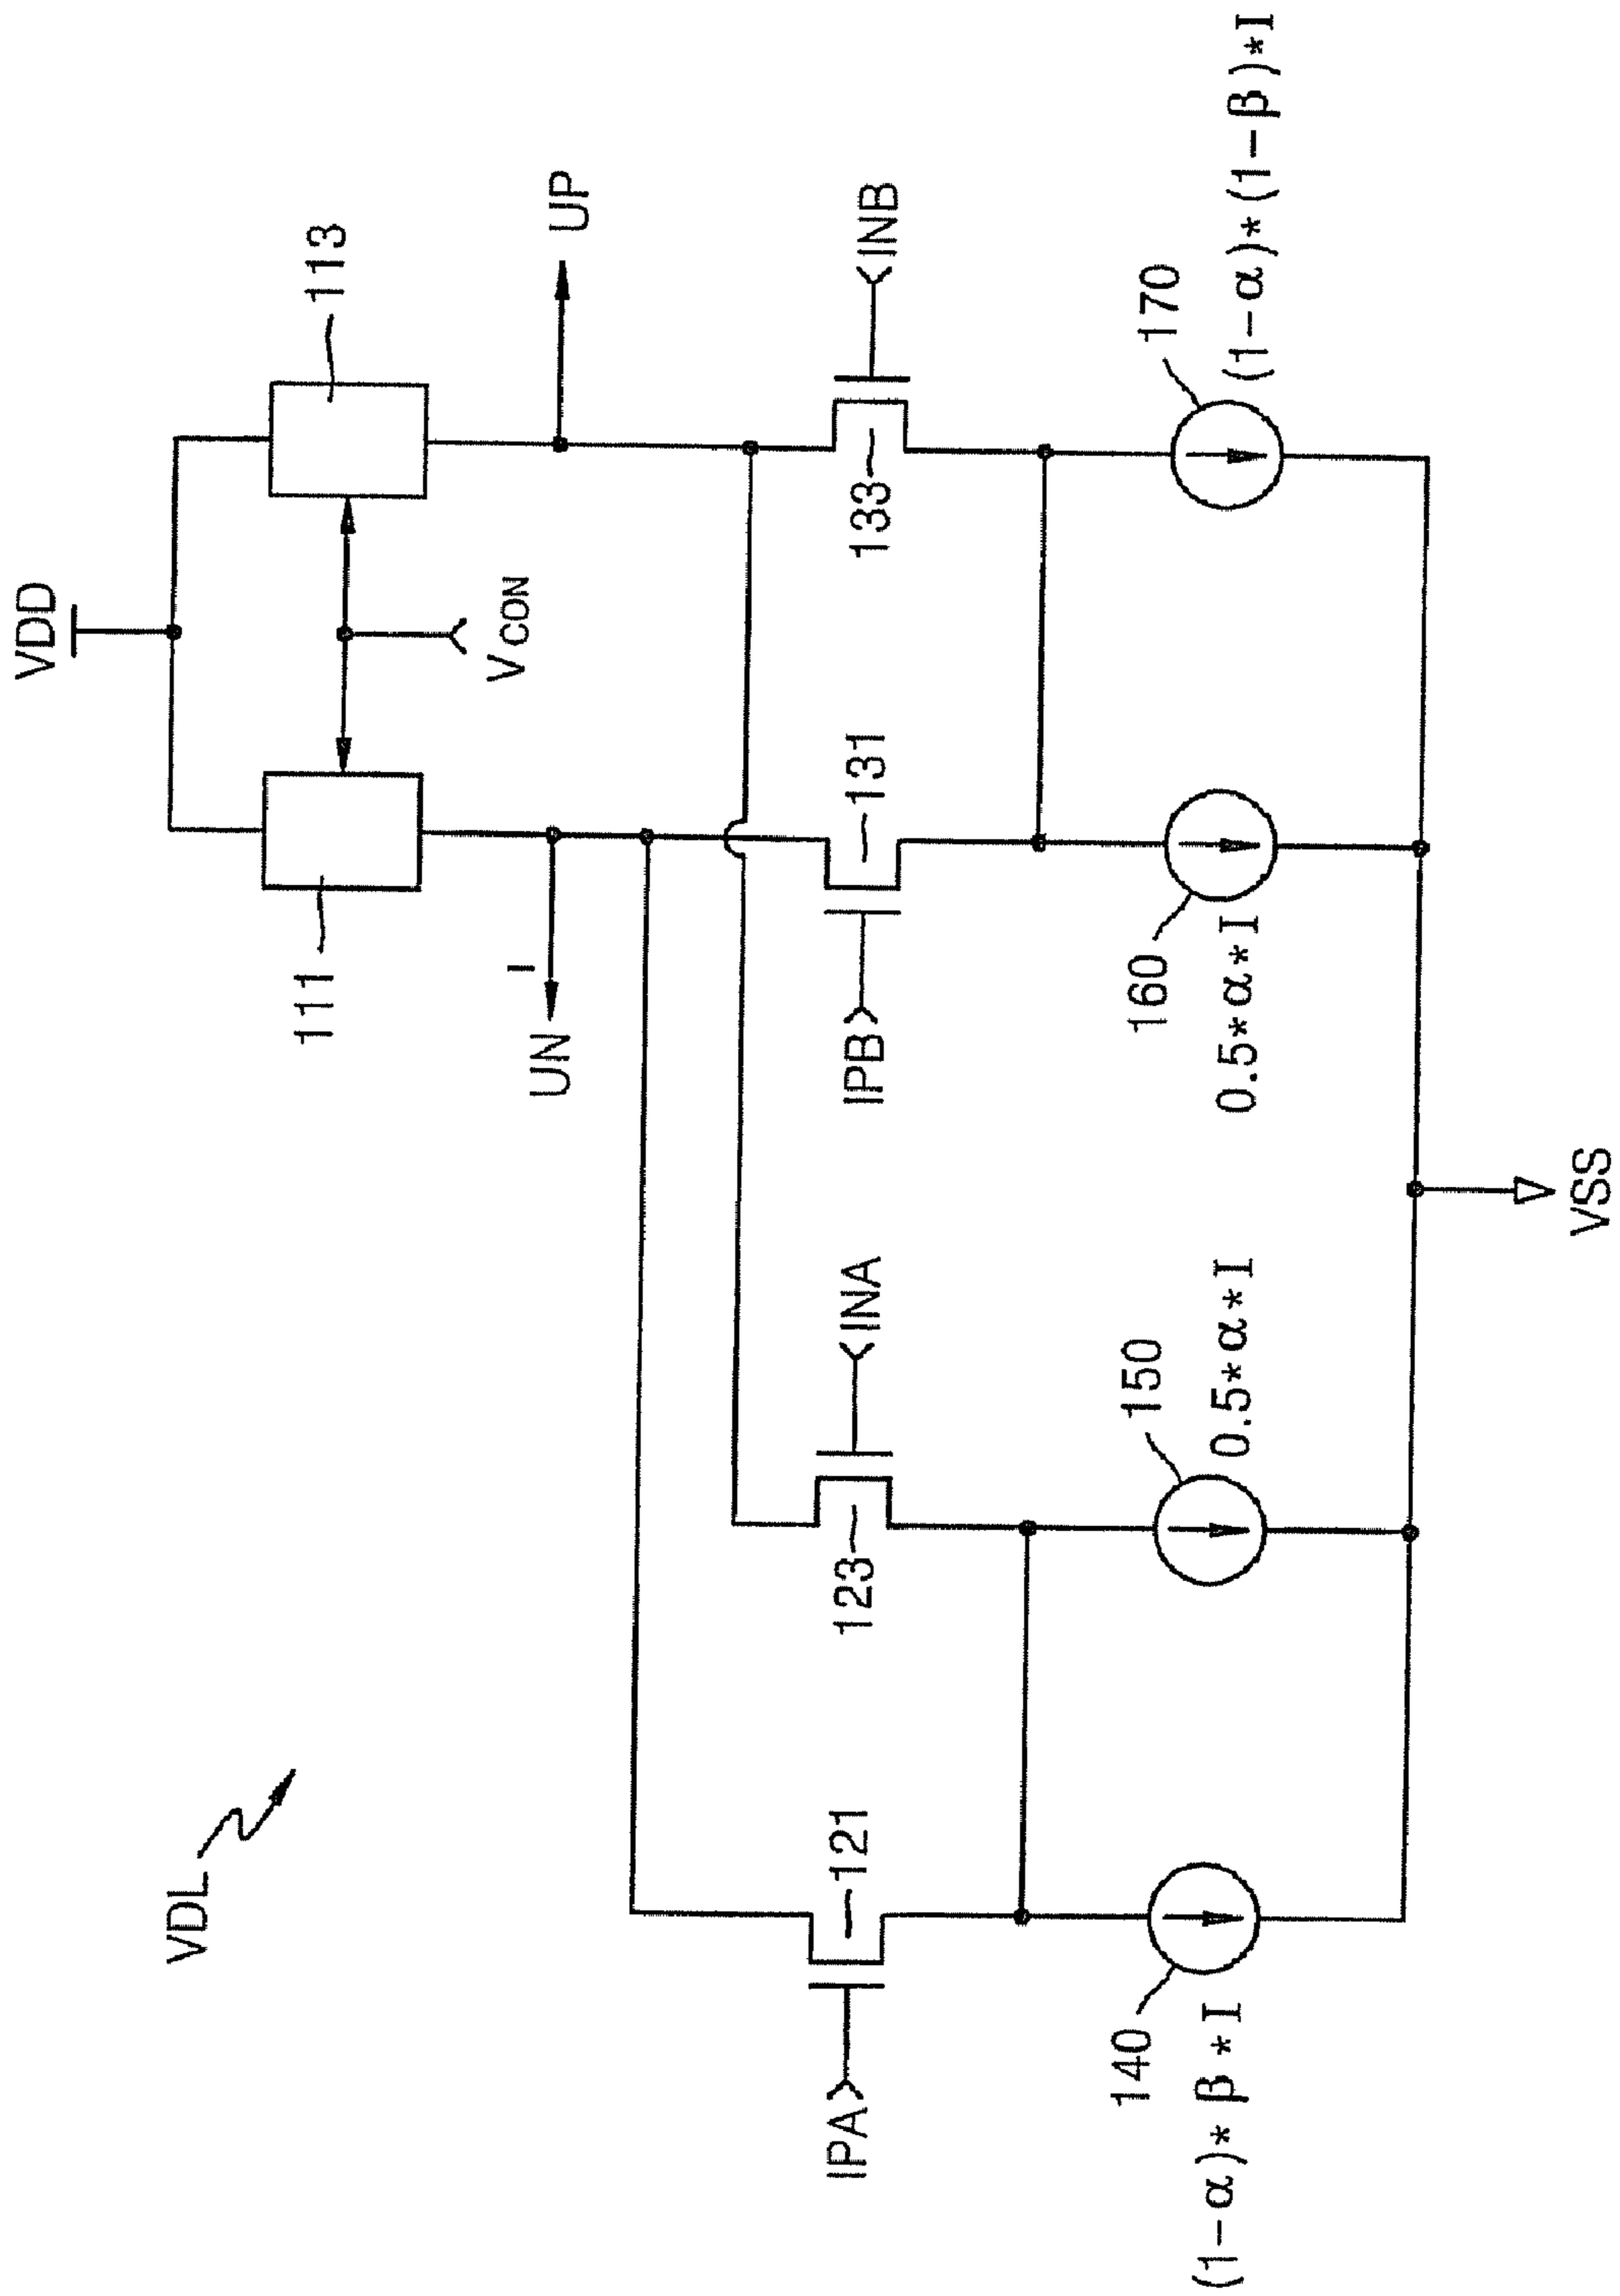 VDL
VDD
111
113
VCON
UN
I
UP
IPA
121
123
INA
IPB
131
133
INB
140
(1-α)*β*I
150
0.5*α*I
160
0.5*α*I
170
(1-α)*(1-β)*I
VSS